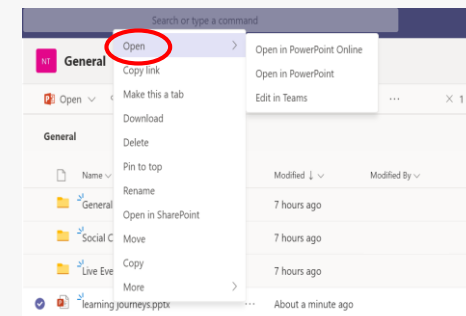 Search or type a command
NT General
Open
Open
Copy link
Make this a tab
Download
Delete
Pin to top
Rename
Open in SharePoint
Move
Copy
More
Open in PowerPoint Online
Open in PowerPoint
Edit in Teams
... × 1
General
Name Modified ↓ Modified By
General 7 hours ago
Social C 7 hours ago
Live Eve 7 hours ago
learning journeys.pptx ... About a minute ago